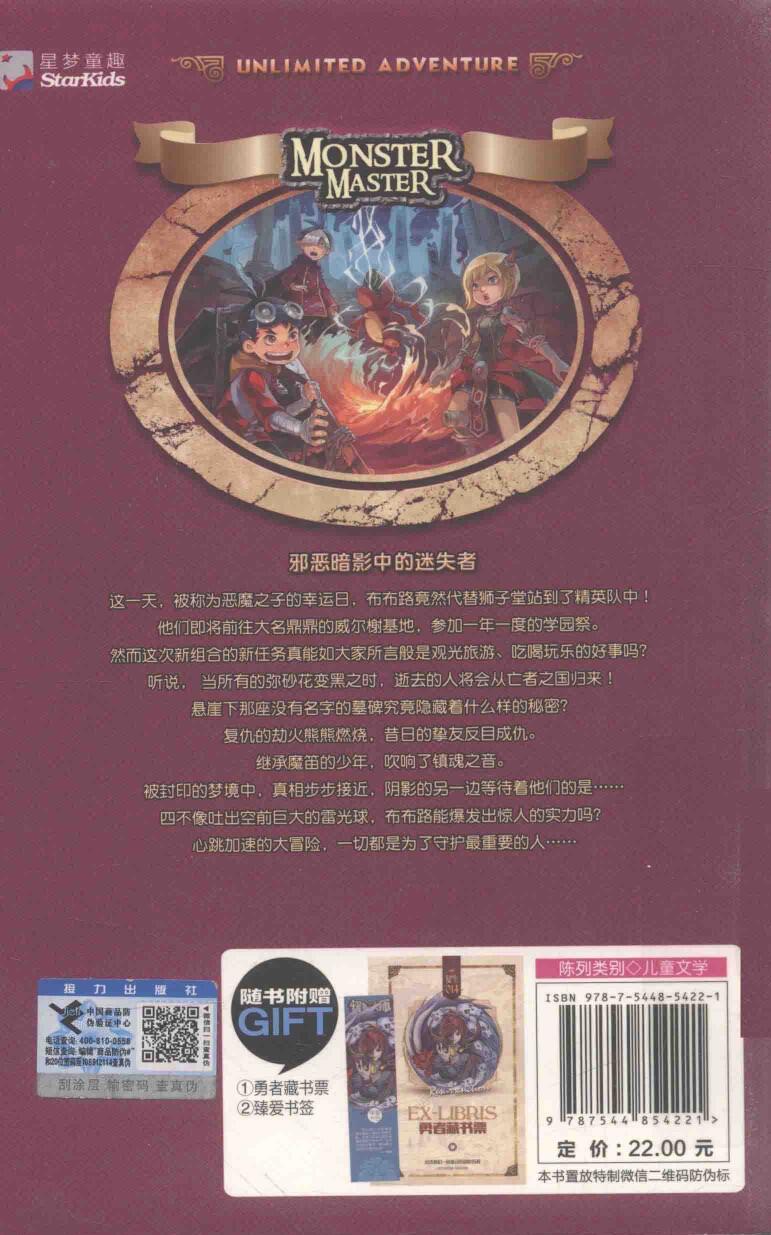 星梦童趣
StarKids
UNLIMITED ADVENTURE
MONSTER
MASTER
邪恶暗影中的迷失者
这一天，被称为恶魔之子的幸运日，布布路竟然代替狮子堂站到了精英队中！
他们即将前往大名鼎鼎的威尔榭基地，参加一年一度的学园祭。
然而这次新组合的新任务真能如大家所言般是观光旅游、吃喝玩乐的好事吗？
听说，当所有的弥砂花变黑之时，逝去的人将会从亡者之国归来！
悬崖下那座没有名字的墓碑究竟隐藏着什么样的秘密？
复仇的劫火熊熊燃烧，昔日的挚友反目成仇。
继承魔笛的少年，吹响了镇魂之音。
被封印的梦境中，真相步步接近，阴影的另一边等待着他们的是……
四不像吐出空前巨大的雷光球，布布路能爆发出惊人的实力吗？
心跳加速的大冒险，一切都是为了守护最重要的人……
接力出版社
中国商品防
伪验证中心
电话查询：400-810-0558
短信查询：编辑"商品防伪#"
刮涂层 输密码 查真伪
随书附赠
GIFT
①勇者藏书票
②臻爱书签
EX-LIBRIS
勇者藏书票
陈列类别◇儿童文学
ISBN 978-7-5448-5422-1
9 787544 854221 >
定价：22.00 元
本书置放特制微信二维码防伪标